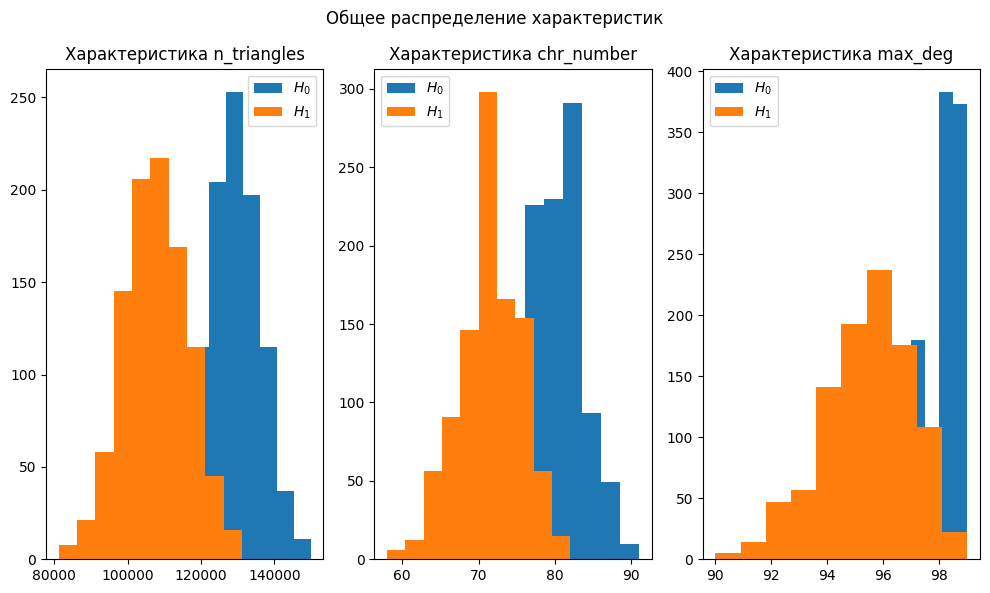 Общее распределение характеристик
Характеристика n_triangles
Характеристика chr_number
Характеристика max_deg
H₀
H₁
H₀
H₁
H₀
H₁
250
200
150
100
50
0
80000 100000 120000 140000
300
250
200
150
100
50
0
60 70 80 90
400
350
300
250
200
150
100
50
0
90 92 94 96 98